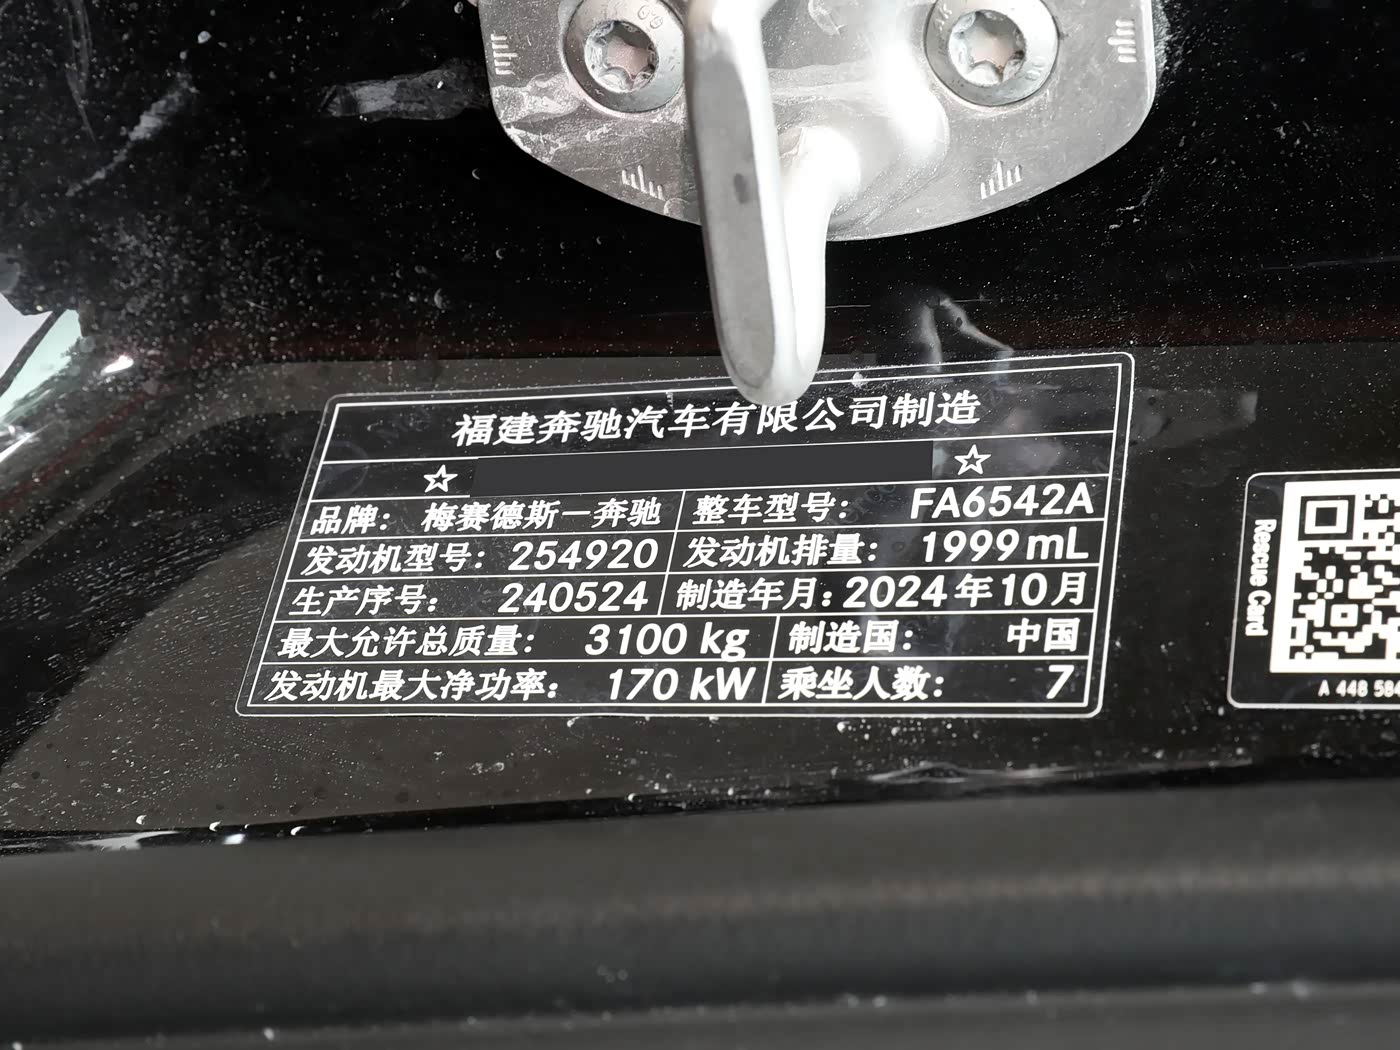 福建奔驰汽车有限公司制造
☆ ☆
品牌： 梅赛德斯－奔驰 整车型号： FA6542A
发动机型号： 254920 发动机排量： 1999mL
生产序号： 240524 制造年月：2024年10月
最大允许总质量： 3100 kg 制造国： 中国
发动机最大净功率： 170 kW 乘坐人数： 7
Rescue Card
A 448 584